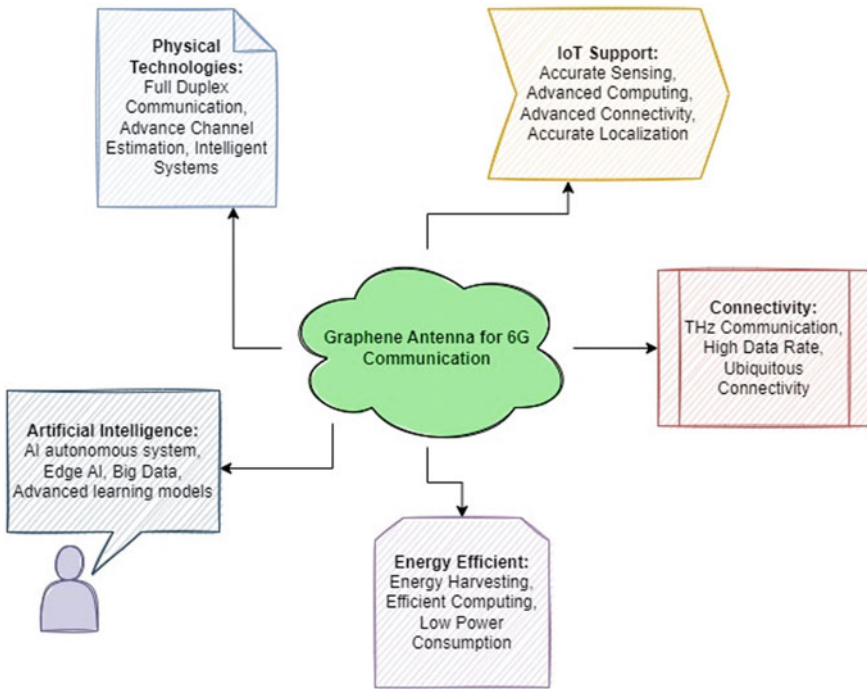 Physical
Technologies:
Full Duplex
Communication,
Advance Channel
Estimation, Intelligent
Systems
IoT Support:
Accurate Sensing,
Advanced Computing,
Advanced Connectivity,
Accurate Localization
Graphene Antenna for 6G
Communication
Connectivity:
THz Communication,
High Data Rate,
Ubiquitous
Connectivity
Artificial Intelligence:
AI autonomous system,
Edge AI, Big Data,
Advanced learning models
Energy Efficient:
Energy Harvesting,
Efficient Computing,
Low Power
Consumption